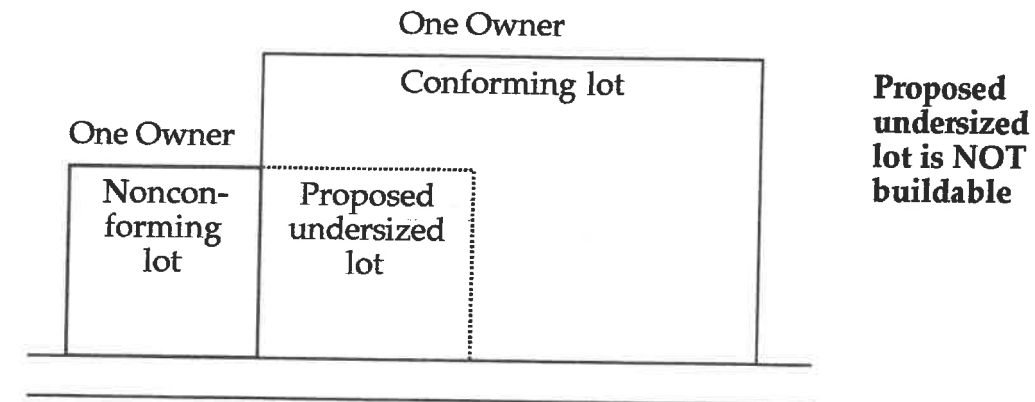 One Owner
Conforming lot
One Owner
Noncon-
forming
lot
Proposed
undersized
lot
Proposed
undersized
lot is NOT
buildable